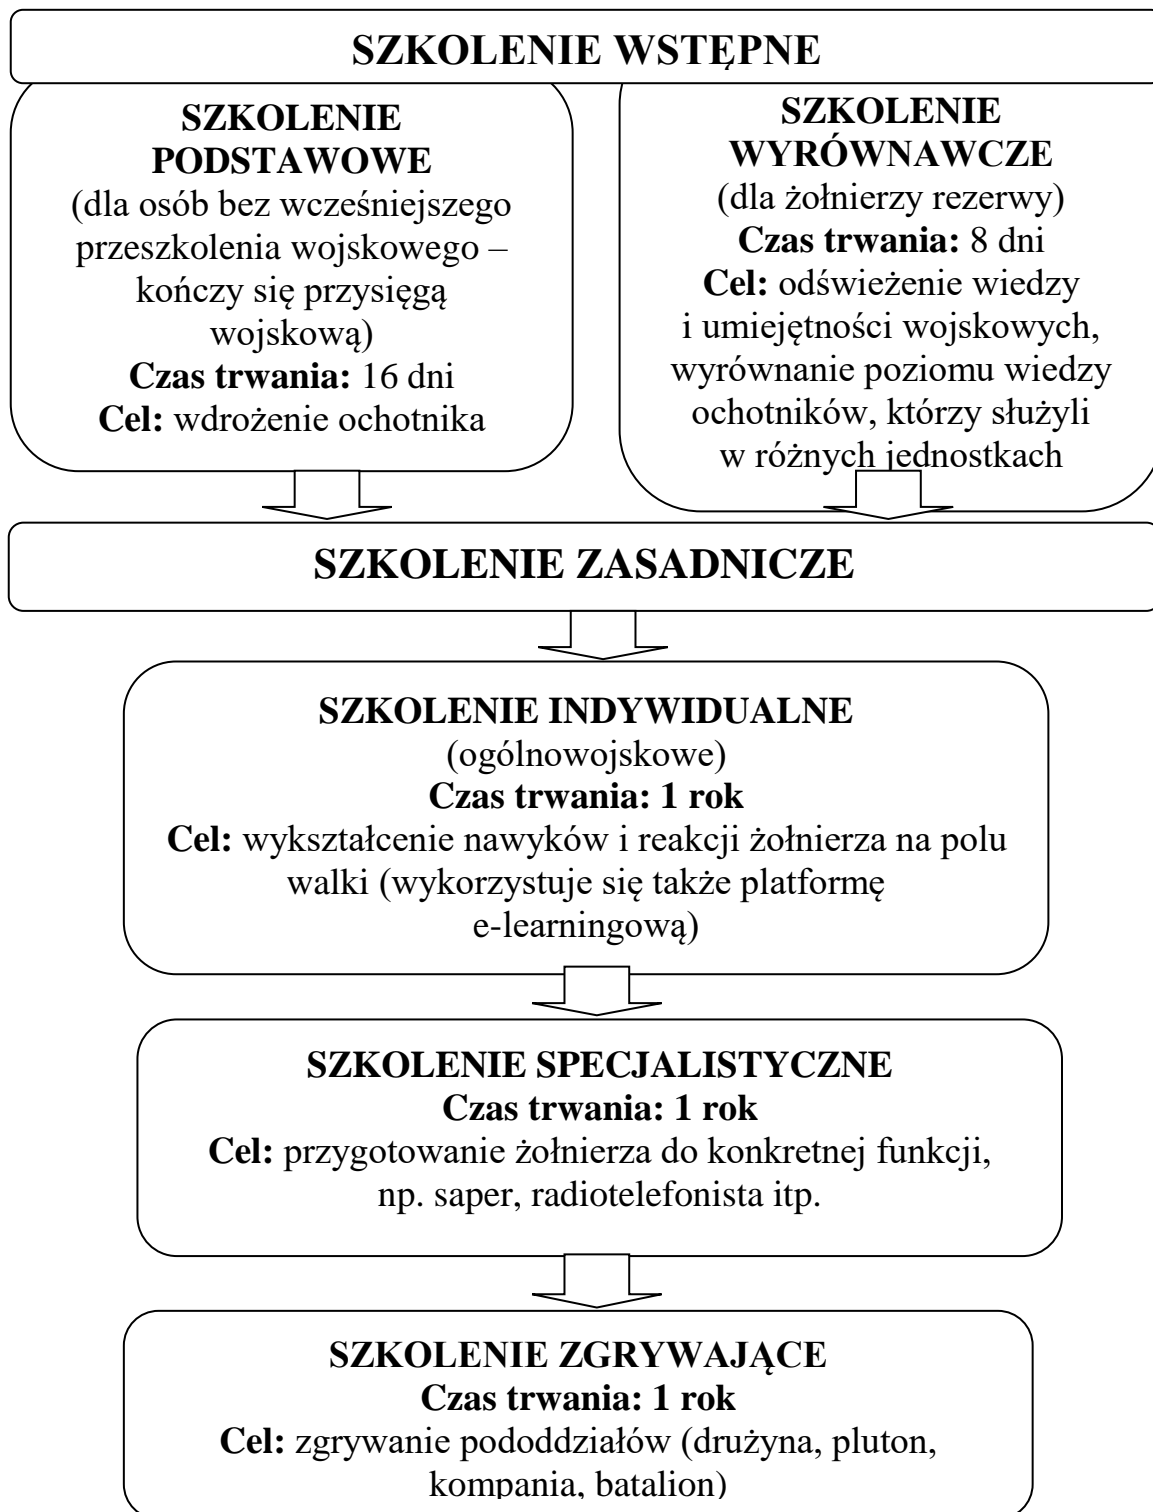 SZKOLENIE WSTĘPNE
SZKOLENIE
PODSTAWOWE
(dla osób bez wcześniejszego
przeszkolenia wojskowego –
kończy się przysięgą
wojskową)
Czas trwania: 16 dni
Cel: wdrożenie ochotnika
SZKOLENIE
WYRÓWNAWCZE
(dla żołnierzy rezerwy)
Czas trwania: 8 dni
Cel: odświeżenie wiedzy
i umiejętności wojskowych,
wyrównanie poziomu wiedzy
ochotników, którzy służyli
w różnych jednostkach
SZKOLENIE ZASADNICZE
SZKOLENIE INDYWIDUALNE
(ogólnowojskowe)
Czas trwania: 1 rok
Cel: wykształcenie nawyków i reakcji żołnierza na polu
walki (wykorzystuje się także platformę
e-learningową)
SZKOLENIE SPECJALISTYCZNE
Czas trwania: 1 rok
Cel: przygotowanie żołnierza do konkretnej funkcji,
np. saper, radiotelefonista itp.
SZKOLENIE ZGRYWAJĄCE
Czas trwania: 1 rok
Cel: zgrywanie pododdziałów (drużyna, pluton,
kompania, batalion)